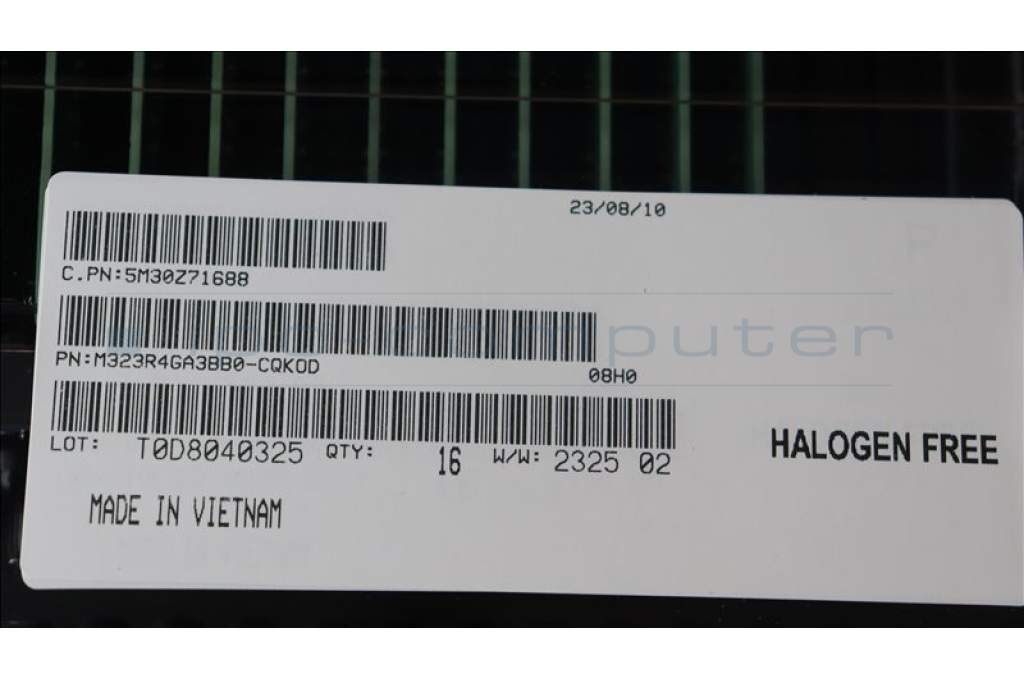 23/08/10
C.PN:5M30Z71688
PN:M323R4GA3BB0-CQKOD
08H0
LOT: T0D8040325 QTY: 16 W/W: 2325 02
HALOGEN FREE
MADE IN VIETNAM